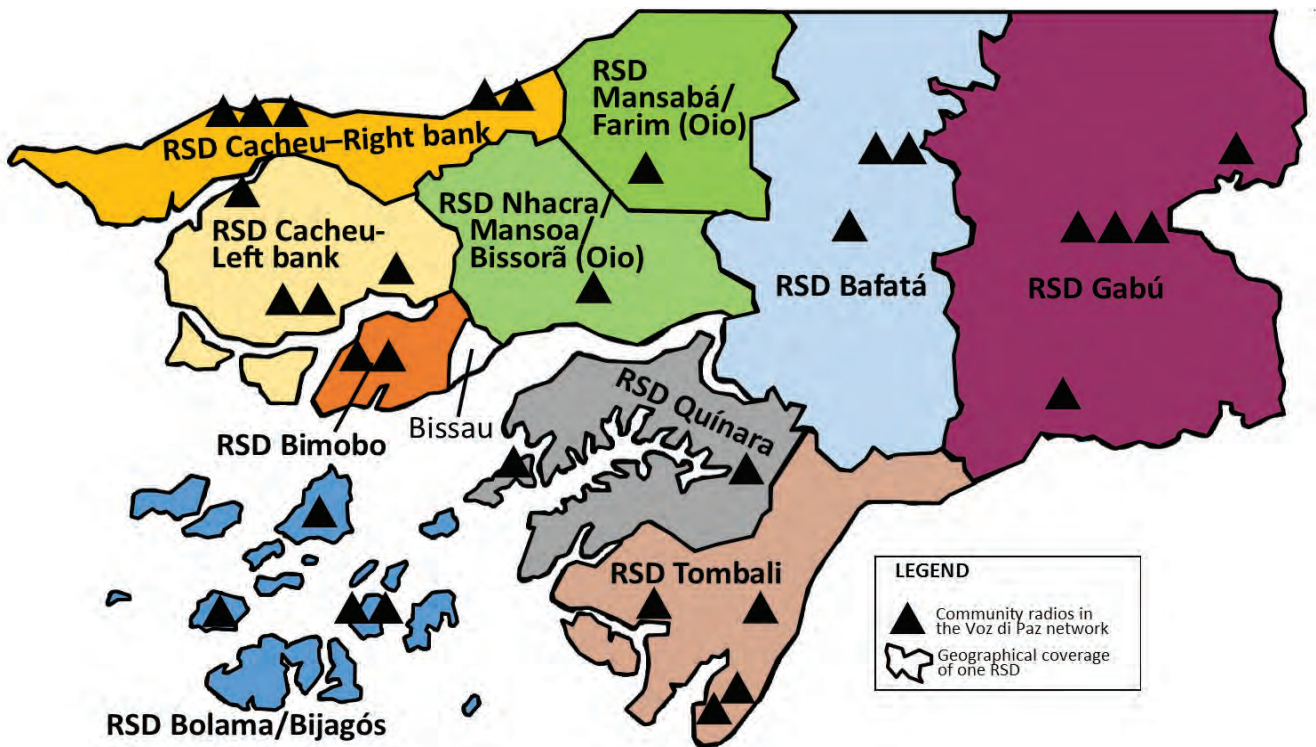 RSD
Mansabá/
Farim (Oio)
RSD Cacheu–Right bank
RSD Nhacra/
Mansoa/
Bissorã (Oio)
RSD Cacheu-
Left bank
RSD Bafatá
RSD Gabú
RSD Quínara
Bissau
RSD Bimobo
RSD Tombali
LEGEND
Community radios in
the Voz di Paz network
Geographical coverage
of one RSD
RSD Bolama/Bijagós